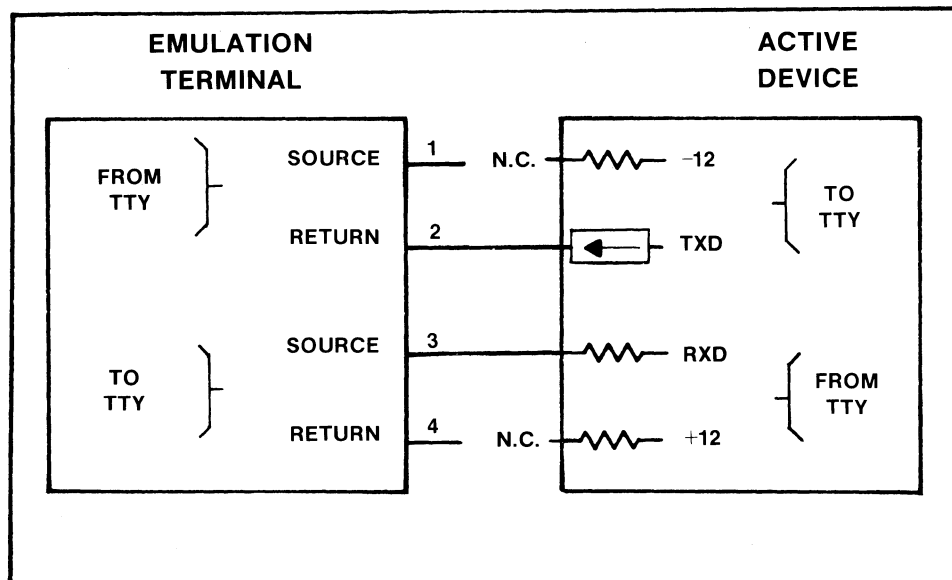 EMULATION
TERMINAL
ACTIVE
DEVICE
FROM
TTY
SOURCE
1
N.C.
−12
TO
TTY
RETURN
2
TXD
SOURCE
3
RXD
TO
TTY
FROM
TTY
RETURN
4
N.C.
+12